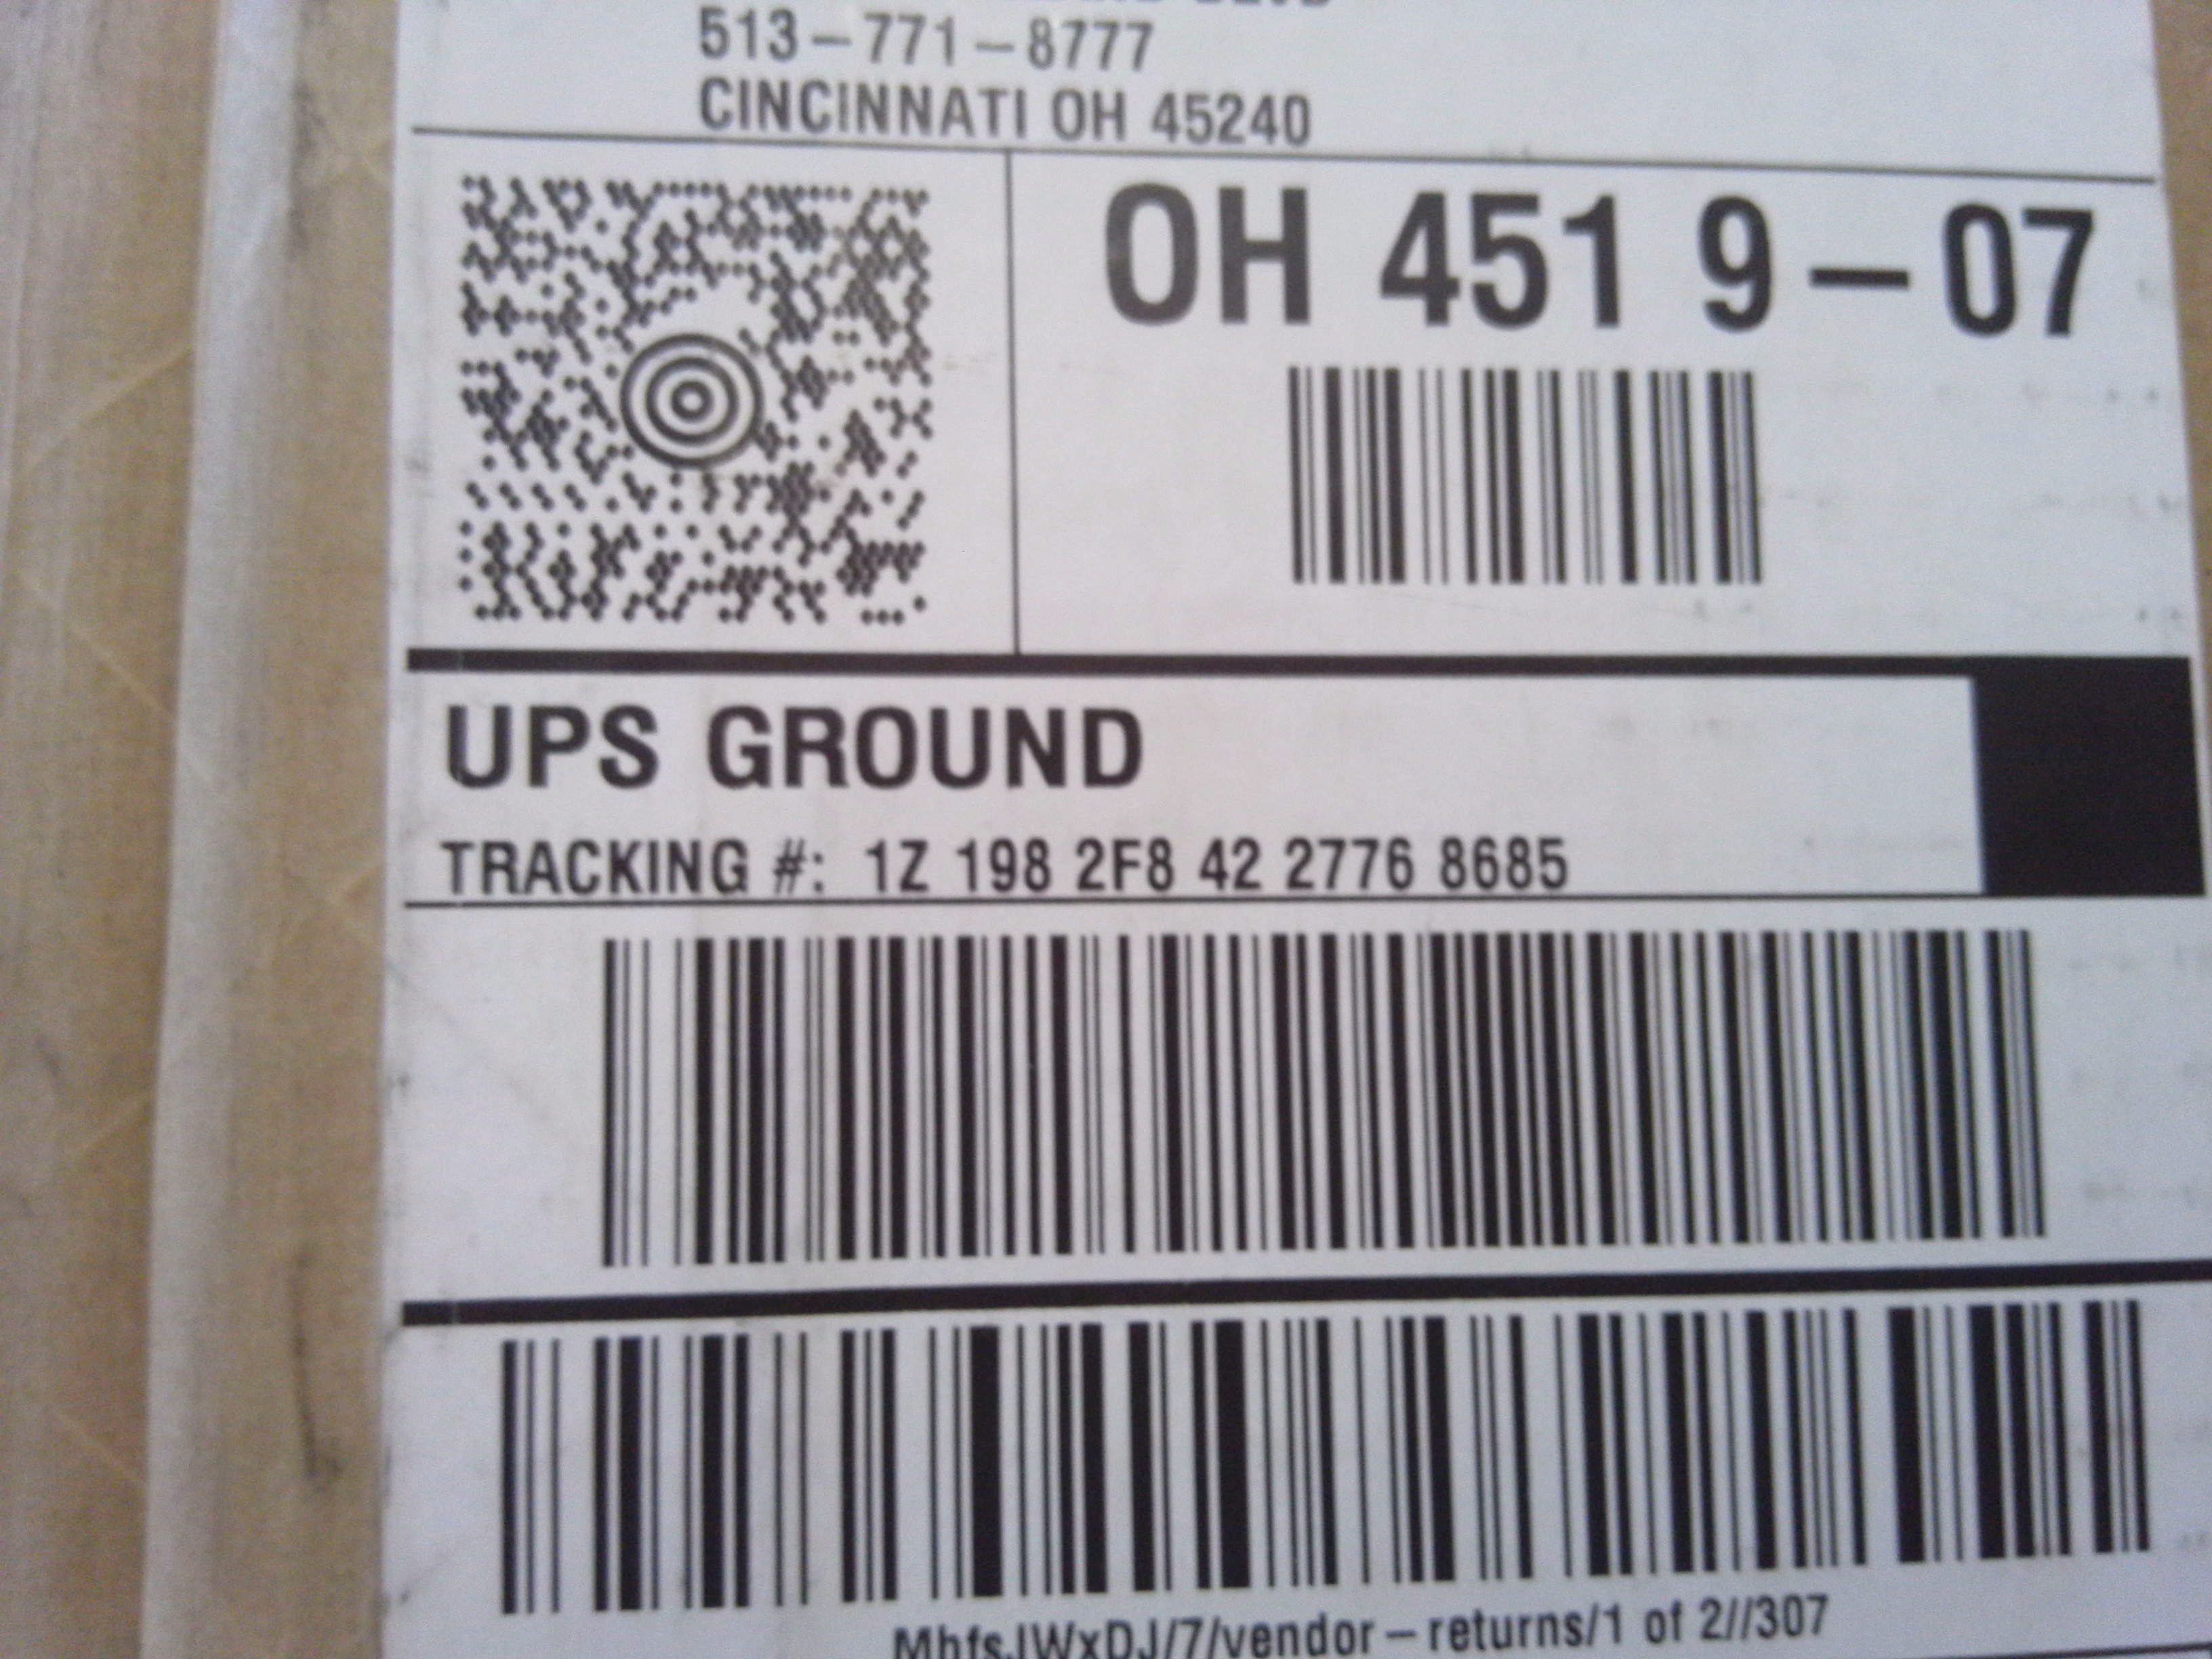 513-771-8777
CINCINNATI OH 45240
OH 451 9-07
UPS GROUND
TRACKING #: 1Z 198 2F8 42 2776 8685
MhfsJWxDJ/7/vendor-returns/1 of 2//307